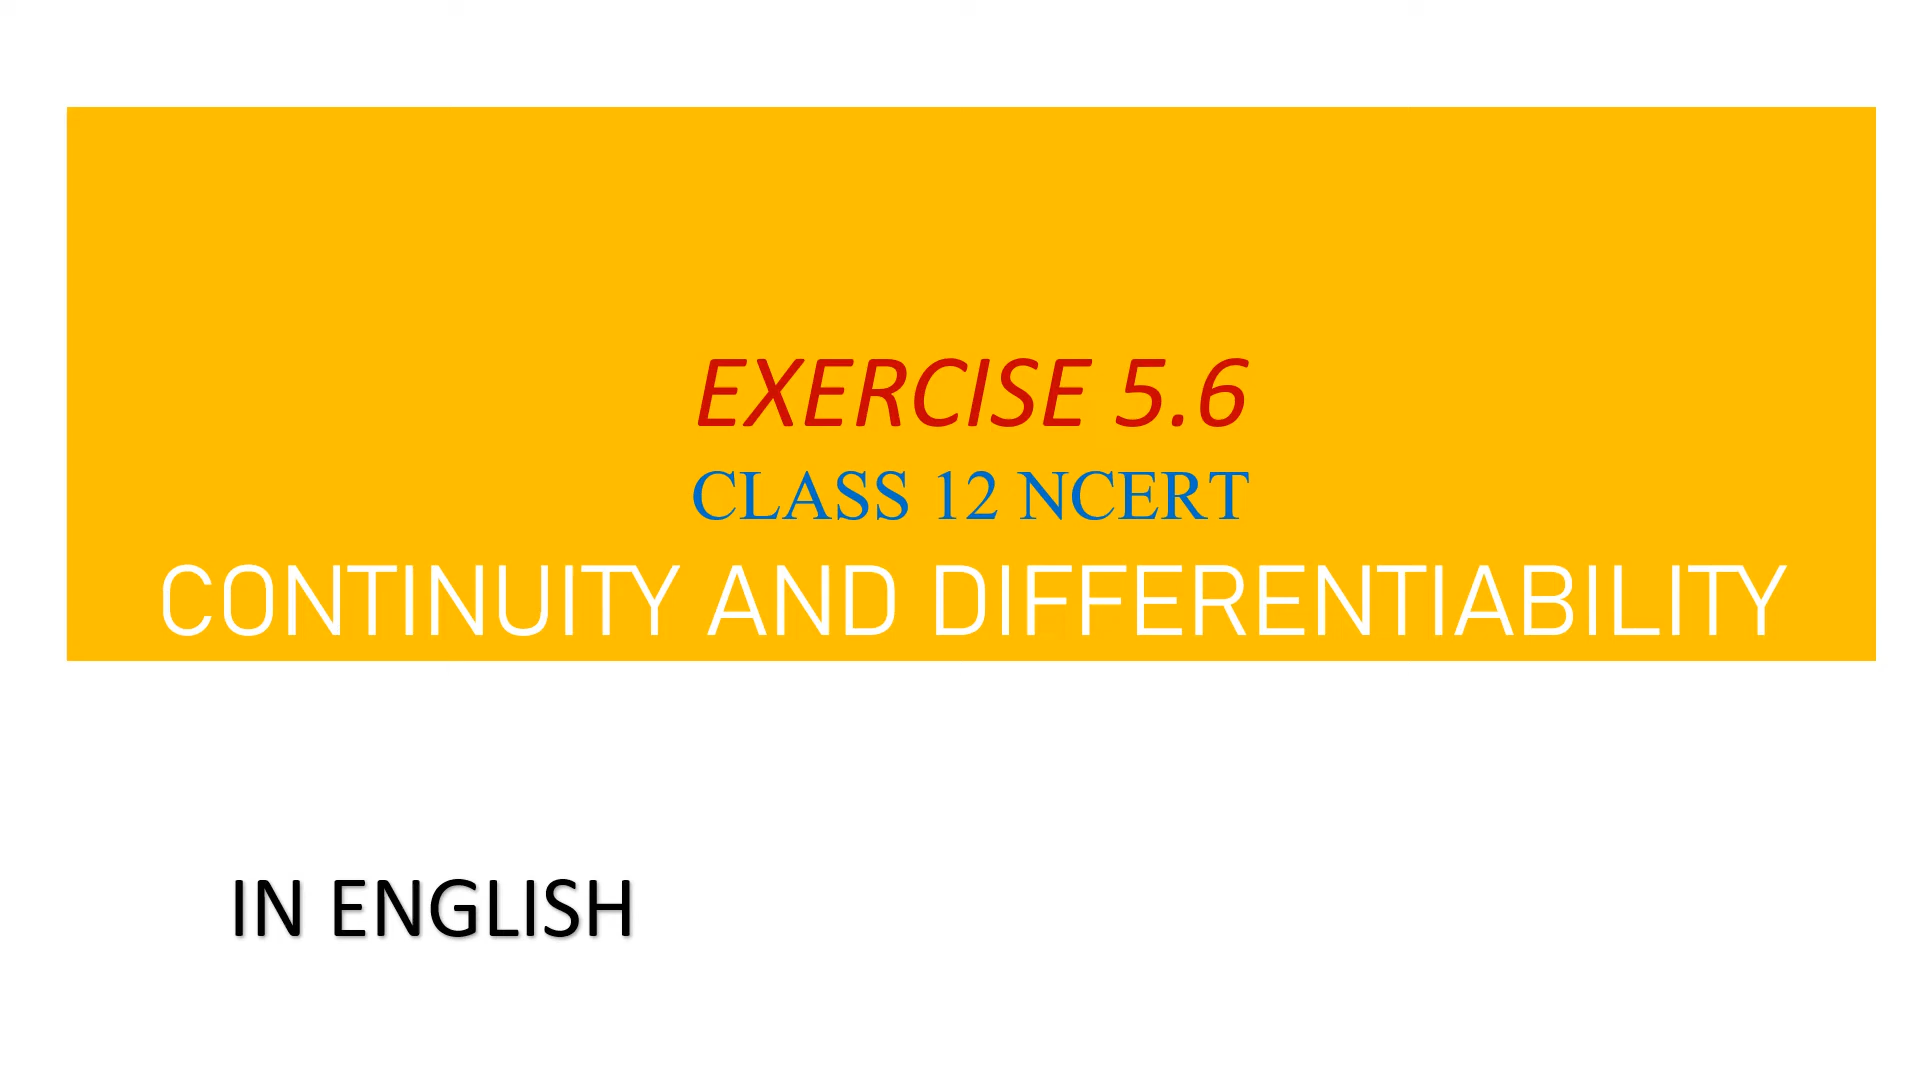 EXERCISE 5.6
CLASS 12 NCERT
CONTINUITY AND DIFFERENTIABILITY
IN ENGLISH